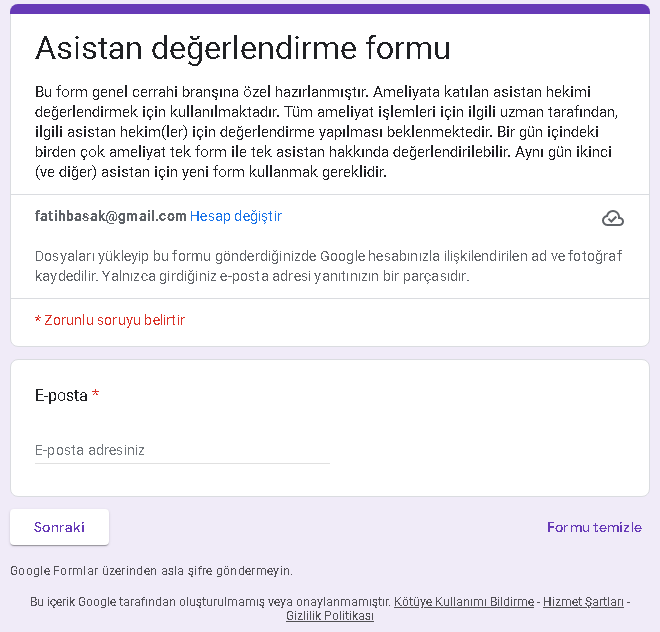 Asistan değerlendirme formu
Bu form genel cerrahi branşına özel hazırlanmıştır. Ameliyata katılan asistan hekimi
değerlendirmek için kullanılmaktadır. Tüm ameliyat işlemleri için ilgili uzman tarafından,
ilgili asistan hekim(ler) için değerlendirme yapılması beklenmektedir. Bir gün içindeki
birden çok ameliyat tek form ile tek asistan hakkında değerlendirilebilir. Aynı gün ikinci
(ve diğer) asistan için yeni form kullanmak gereklidir.
fatihbasak@gmail.com Hesap değiştir
Dosyaları yükleyip bu formu gönderdiğinizde Google hesabınızla ilişkilendirilen ad ve fotoğraf
kaydedilir. Yalnızca girdiğiniz e-posta adresi yanıtınızın bir parçasıdır.
* Zorunlu soruyu belirtir
E-posta *
E-posta adresiniz
Sonraki Formu temizle
Google Formlar üzerinden asla şifre göndermeyin.
Bu içerik Google tarafından oluşturulmamış veya onaylanmamıştır. Kötüye Kullanımı Bildirme - Hizmet Şartları -
Gizlilik Politikası